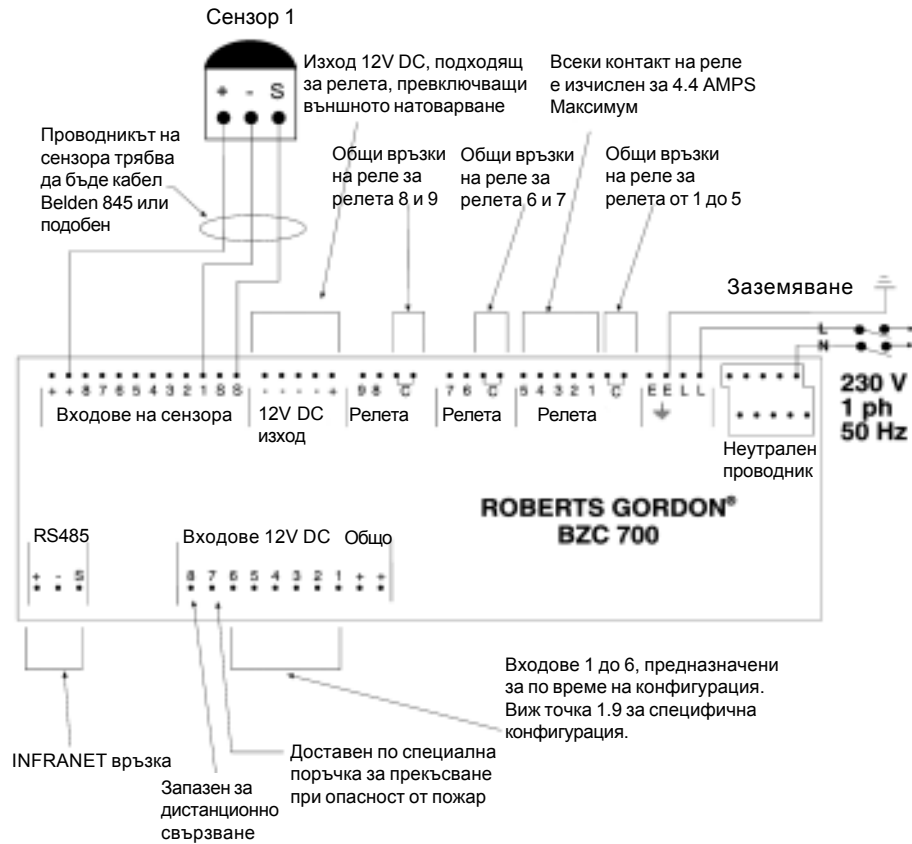 Сензор 1
+ - S
Изход 12V DC, подходящ
за релета, превключващи
външното натоварване
Всеки контакт на реле
е изчислен за 4.4 AMPS
Максимум
Проводникът на
сензора трябва
да бъде кабел
Belden 845 или
подобен
Общи връзки
на реле за
релета 8 и 9
Общи връзки
на реле за
релета 6 и 7
Общи връзки
на реле за
релета от 1 до 5
Заземяване
L
N
230 V
1 ph
50 Hz
+ + 8 7 6 5 4 3 2 1 S S
- - - - - +
9 8 C
7 6 C
5 4 3 2 1 C
E E L L
Входове на сензора
12V DC
изход
Релета
Релета
Релета
Неутрален
проводник
ROBERTS GORDON®
BZC 700
RS485
+ - S
Входове 12V DC Общо
8 7 6 5 4 3 2 1 + +
Входове 1 до 6, предназначени
за по време на конфигурация.
Виж точка 1.9 за специфична
конфигурация.
INFRANET връзка
Доставен по специална
поръчка за прекъсване
при опасност от пожар
Запазен за
дистанционно
свързване